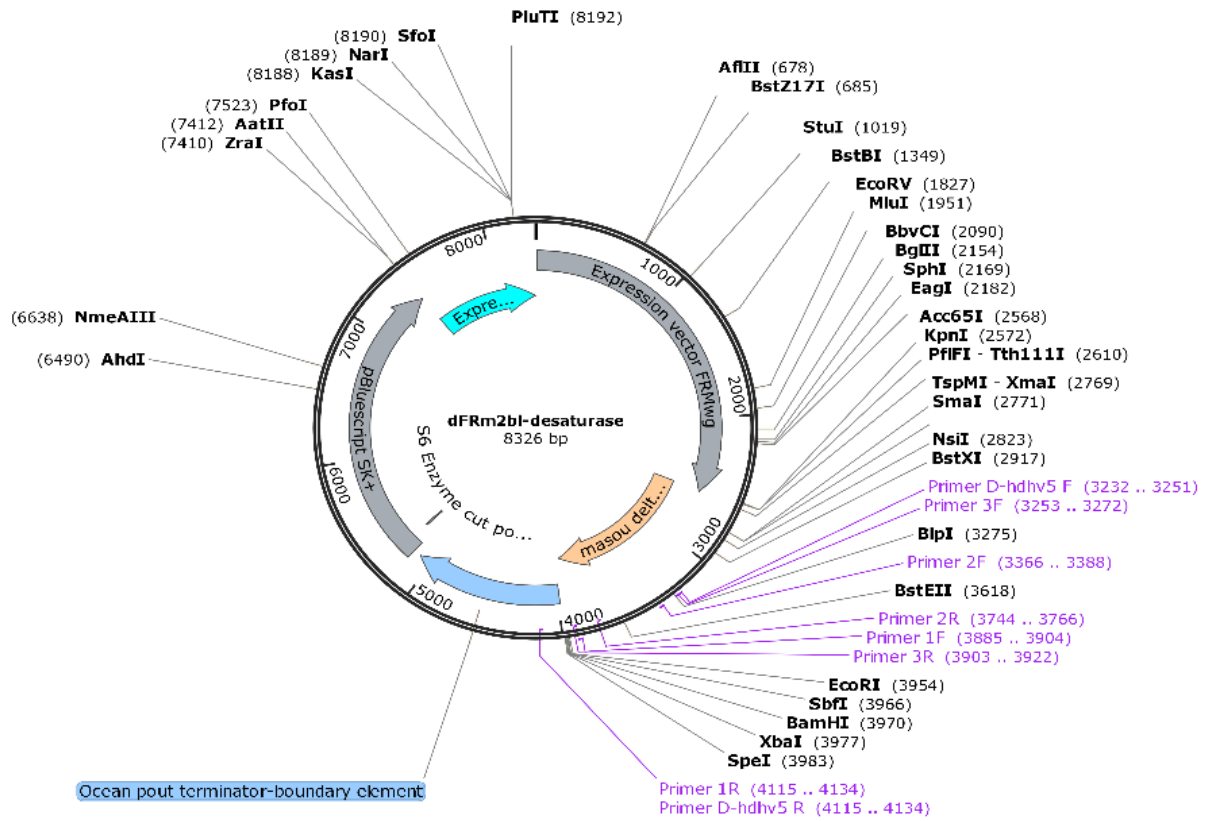 PluTI (8192)
(8190) SfoI
(8189) NarI
(8188) KasI
(7523) PfoI
(7412) AatII
(7410) ZraI
(6638) NmeAIII
(6490) AhdI
AflII (678)
BstZ17I (685)
StuI (1019)
BstBI (1349)
EcoRV (1827)
MluI (1951)
BbvCI (2090)
BglII (2154)
SphI (2169)
EagI (2182)
Acc65I (2568)
KpnI (2572)
PflFI - Tth111I (2610)
TspMI - XmaI (2769)
SmaI (2771)
NsiI (2823)
BstXI (2917)
Primer D-hdhv5 F (3232 .. 3251)
Primer 3F (3253 .. 3272)
BlpI (3275)
Primer 2F (3366 .. 3388)
BstEII (3618)
Primer 2R (3744 .. 3766)
Primer 1F (3885 .. 3904)
Primer 3R (3903 .. 3922)
EcoRI (3954)
SbfI (3966)
BamHI (3970)
XbaI (3977)
SpeI (3983)
Primer 1R (4115 .. 4134)
Primer D-hdhv5 R (4115 .. 4134)
Ocean pout terminator-boundary element
1000
2000
3000
4000
5000
6000
7000
8000
Expression vector FRMwg
masou delt...
pBluescript SK+
Expre...
S6 Enzyme cut po...
dFRm2bl-desaturase
8326 bp